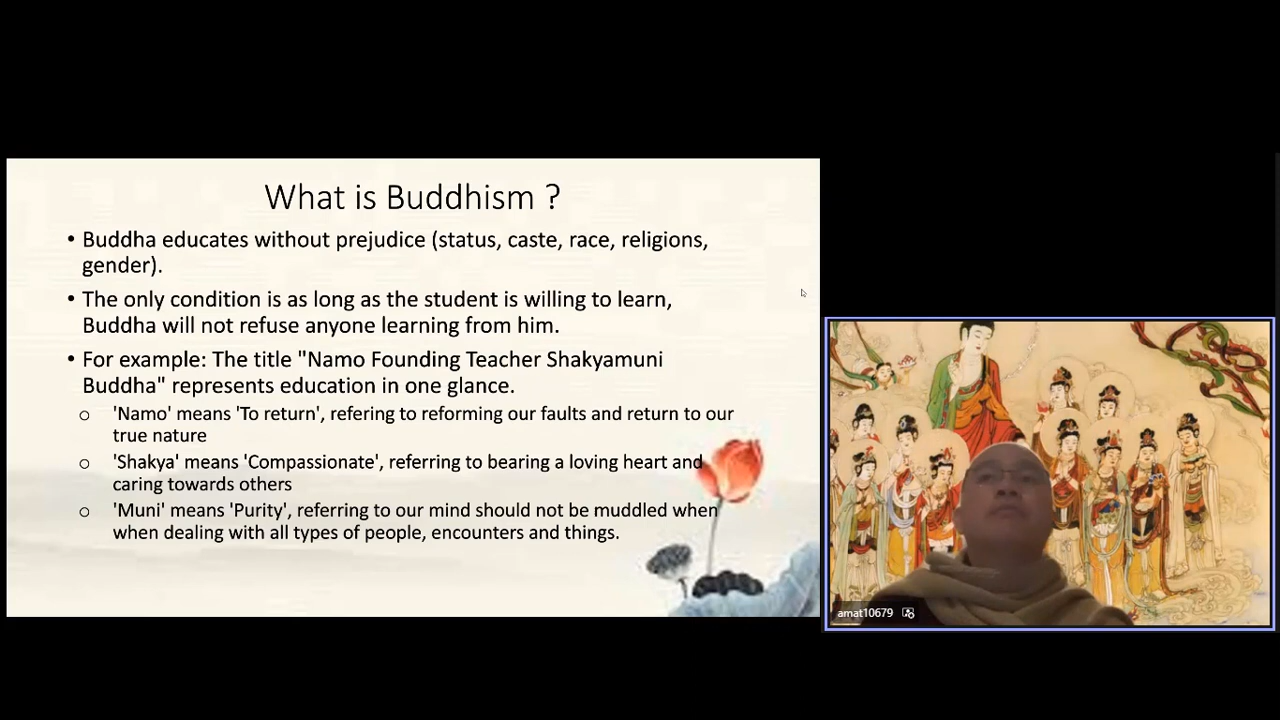 What is Buddhism ?
• Buddha educates without prejudice (status, caste, race, religions,
gender).
• The only condition is as long as the student is willing to learn,
Buddha will not refuse anyone learning from him.
• For example: The title "Namo Founding Teacher Shakyamuni
Buddha" represents education in one glance.
o 'Namo' means 'To return', refering to reforming our faults and return to our
true nature
o 'Shakya' means 'Compassionate', referring to bearing a loving heart and
caring towards others
o 'Muni' means 'Purity', referring to our mind should not be muddled when
when dealing with all types of people, encounters and things.
amat10679